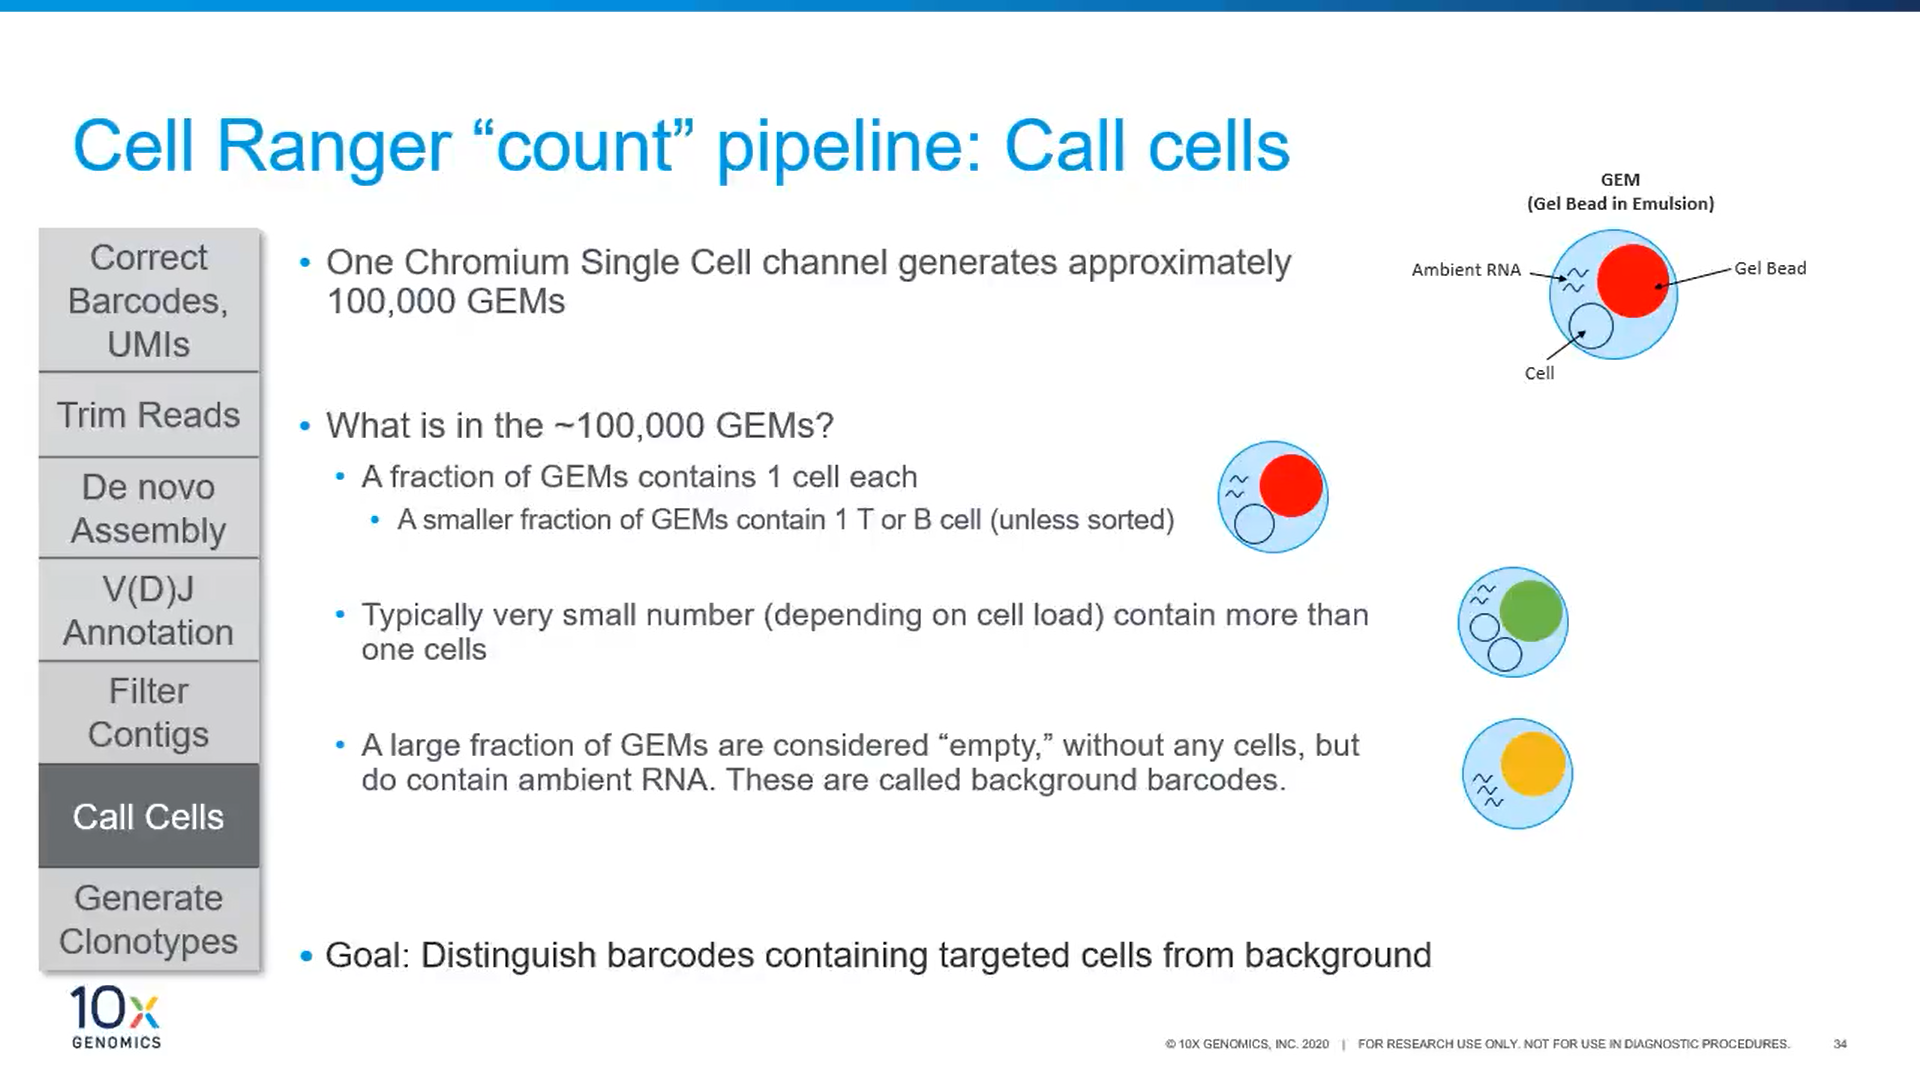 Cell Ranger “count” pipeline: Call cells
GEM
(Gel Bead in Emulsion)
Ambient RNA
Gel Bead
Cell
Correct
Barcodes,
UMIs
Trim Reads
De novo
Assembly
V(D)J
Annotation
Filter
Contigs
Call Cells
Generate
Clonotypes
• One Chromium Single Cell channel generates approximately
100,000 GEMs
• What is in the ~100,000 GEMs?
• A fraction of GEMs contains 1 cell each
• A smaller fraction of GEMs contain 1 T or B cell (unless sorted)
• Typically very small number (depending on cell load) contain more than
one cells
• A large fraction of GEMs are considered “empty,” without any cells, but
do contain ambient RNA. These are called background barcodes.
• Goal: Distinguish barcodes containing targeted cells from background
10x
GENOMICS
© 10X GENOMICS, INC. 2020 | FOR RESEARCH USE ONLY. NOT FOR USE IN DIAGNOSTIC PROCEDURES. 34